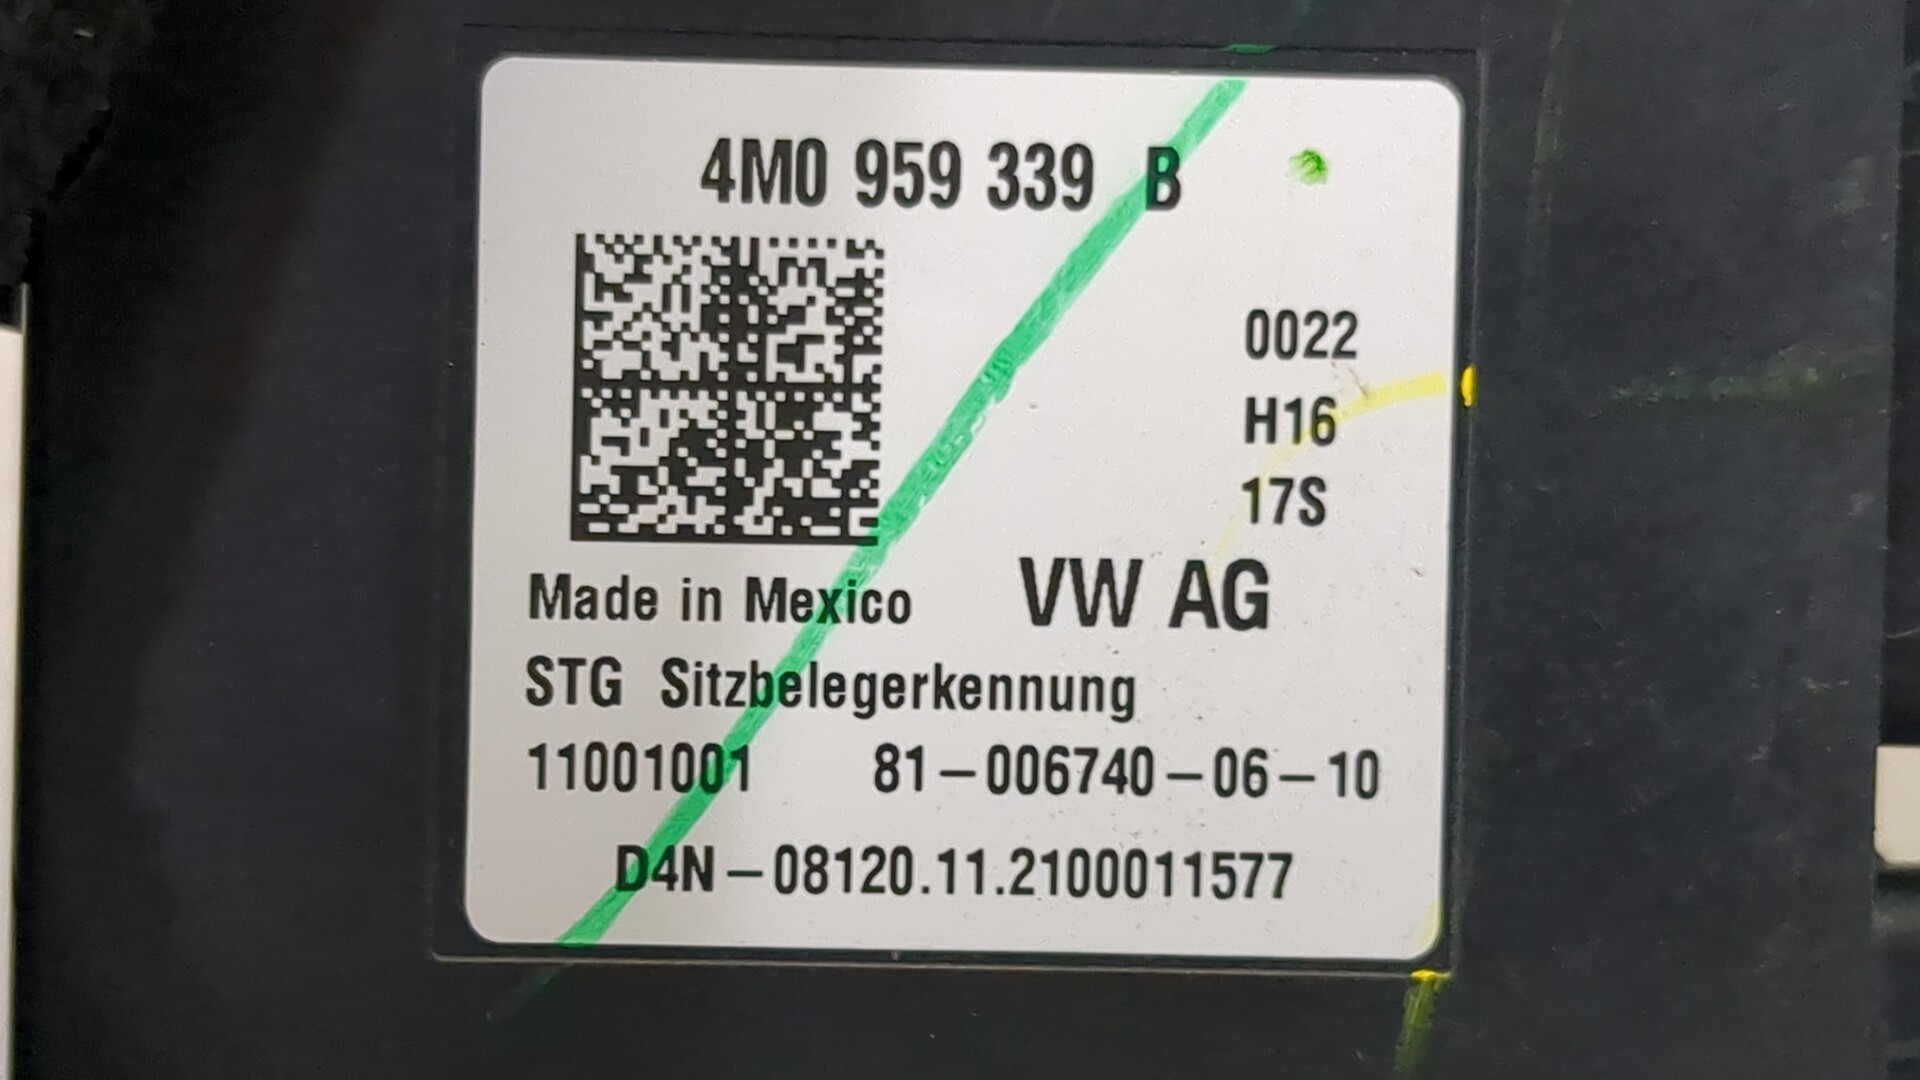 4M0 959 339 B
0022
H16
17S
Made in Mexico VW AG
STG Sitzbelegerkennung
11001001 81-006740-06-10
D4N-08120.11.2100011577